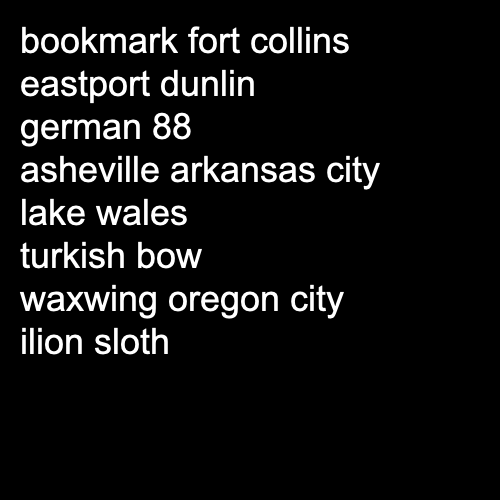 bookmark fort collins
eastport dunlin
german 88
asheville arkansas city
lake wales
turkish bow
waxwing oregon city
ilion sloth